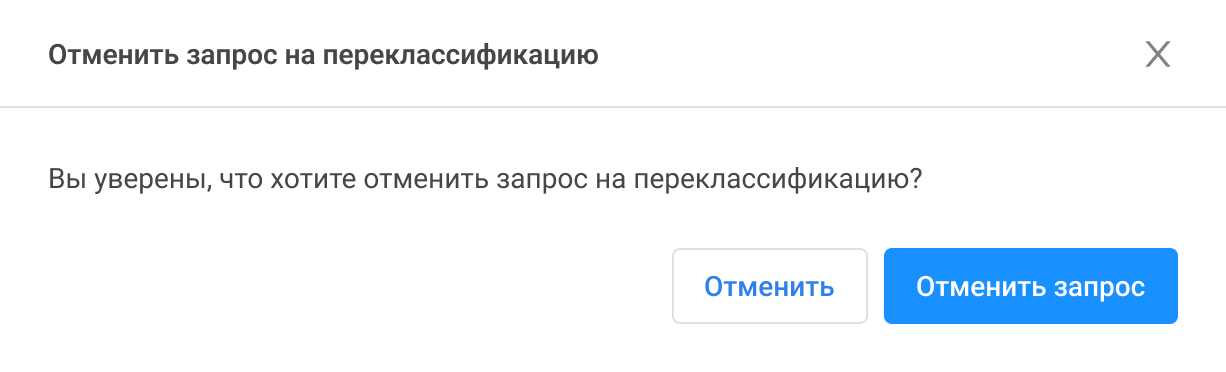 Отменить запрос на переклассификацию
Вы уверены, что хотите отменить запрос на переклассификацию?
Отменить
Отменить запрос